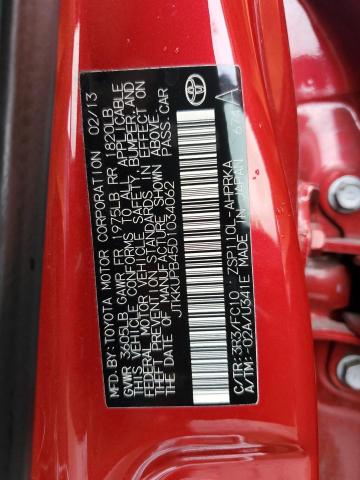 MFD. BY: TOYOTA MOTOR CORPORATION 02/13
GVWR 3605LB GAWR FR 1975LB RR 1820LB
THIS VEHICLE CONFORMS TO ALL APPLICABLE
FEDERAL MOTOR VEHICLE SAFETY, BUMPER, AND
THEFT PREVENTION STANDARDS IN EFFECT ON
THE DATE OF MANUFACTURE SHOWN ABOVE.
JTKKUPB45D1034062 PASS.CAR
C/TR: 3R3/FC10 ZSP110L-AHPRKA
A/TM: -02A/U341E MADE IN JAPAN 674 A